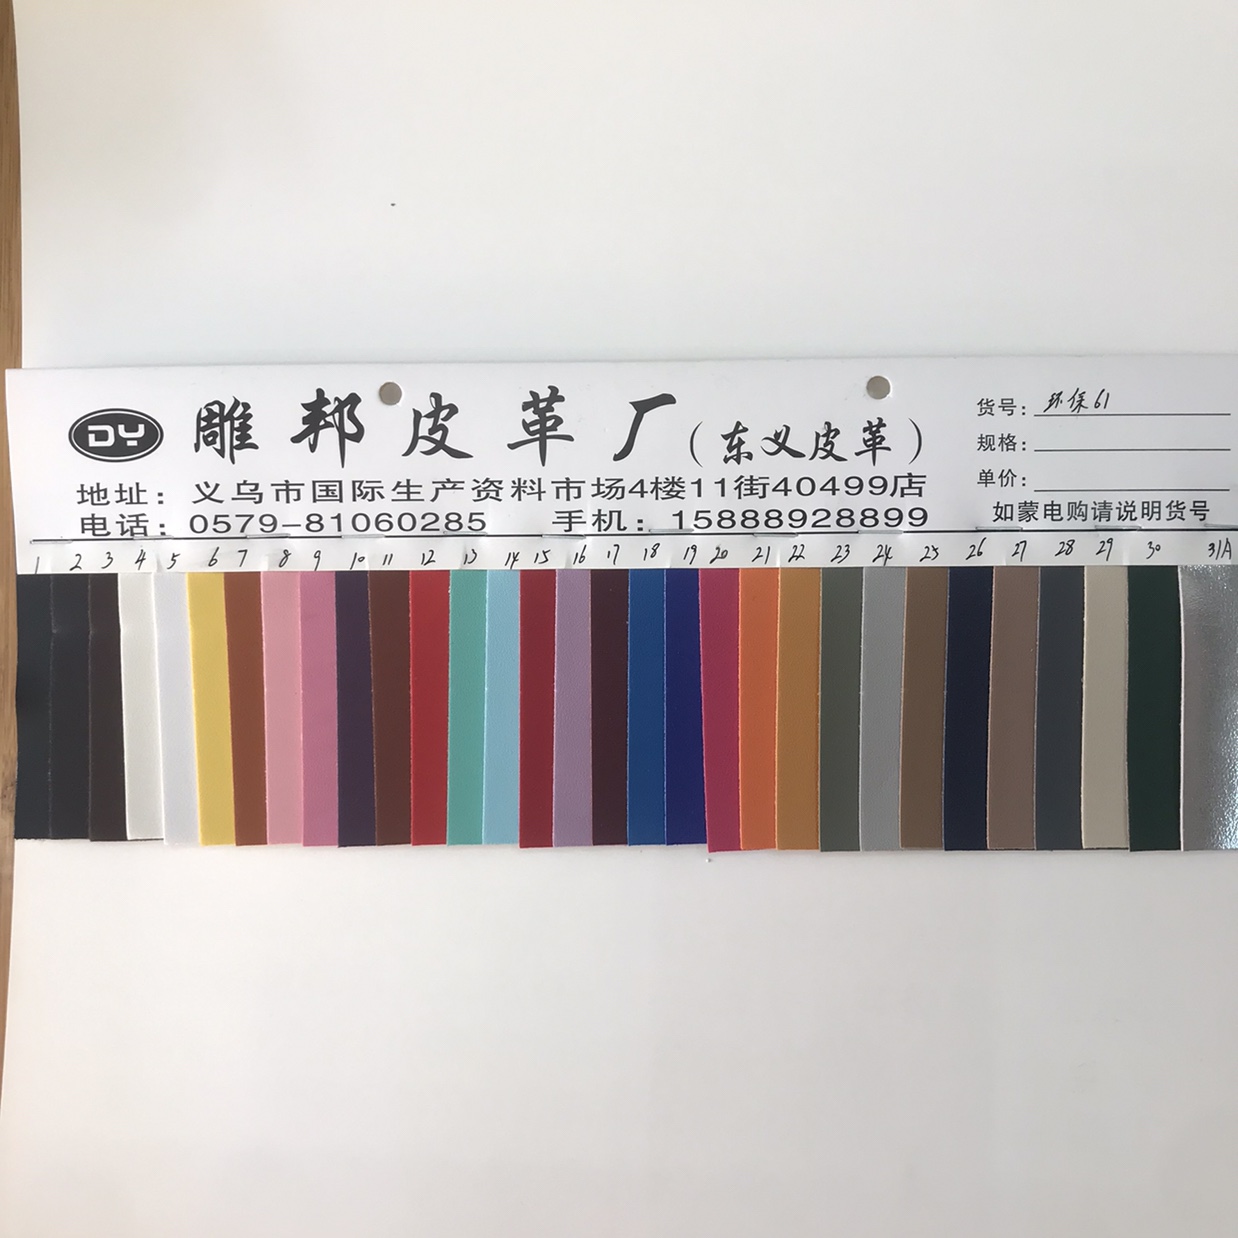 DY 雕邦皮革厂（东义皮革）
地址：义乌市国际生产资料市场4楼11街40499店
电话：0579-81060285 手机：15888928899
货号：环保61
规格：
单价：
如蒙电购请说明货号
1 2 3 4 5 6 7 8 9 10 11 12 13 14 15 16 17 18 19 20 21 22 23 24 25 26 27 28 29 30 31A